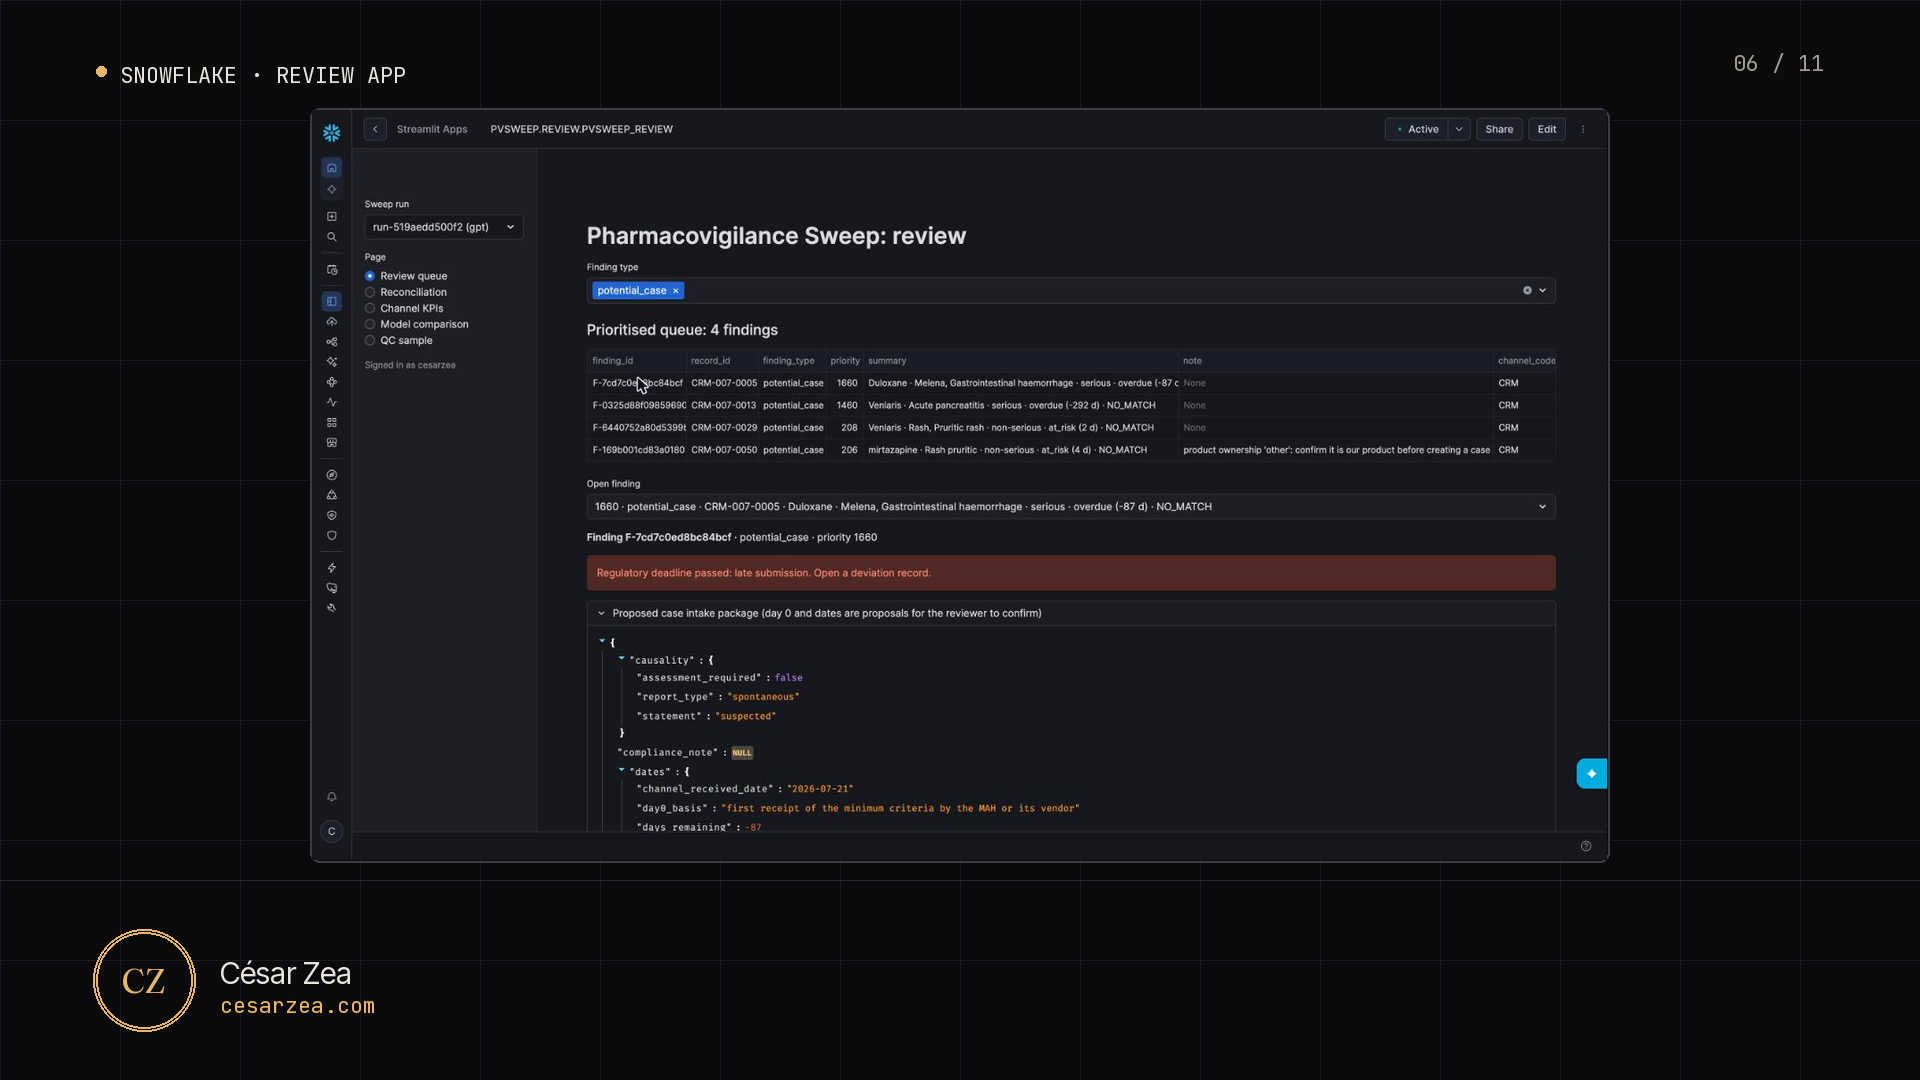 SNOWFLAKE · REVIEW APP
06 / 11
Streamlit Apps PVSWEEP.REVIEW.PVSWEEP_REVIEW
Active Share Edit
Sweep run
run-519aedd500f2 (gpt)
Page
Review queue
Reconciliation
Channel KPIs
Model comparison
QC sample
Signed in as cesarzea
Pharmacovigilance Sweep: review
Finding type
potential_case ×
Prioritised queue: 4 findings
finding_id record_id finding_type priority summary note channel_code
F-7cd7c0ed8bc84bcf CRM-007-0005 potential_case 1660 Duloxane · Melena, Gastrointestinal haemorrhage · serious · overdue (-87 d None CRM
F-0325d88f09859690 CRM-007-0013 potential_case 1460 Venlaris · Acute pancreatitis · serious · overdue (-292 d) · NO_MATCH None CRM
F-6440752a80d5399b CRM-007-0029 potential_case 208 Venlaris · Rash, Pruritic rash · non-serious · at_risk (2 d) · NO_MATCH None CRM
F-169b001cd83a0180 CRM-007-0050 potential_case 206 mirtazapine · Rash pruritic · non-serious · at_risk (4 d) · NO_MATCH product ownership 'other': confirm it is our product before creating a case CRM
Open finding
1660 · potential_case · CRM-007-0005 · Duloxane · Melena, Gastrointestinal haemorrhage · serious · overdue (-87 d) · NO_MATCH
Finding F-7cd7c0ed8bc84bcf · potential_case · priority 1660
Regulatory deadline passed: late submission. Open a deviation record.
Proposed case intake package (day 0 and dates are proposals for the reviewer to confirm)
{
"causality" : {
"assessment_required" : false
"report_type" : "spontaneous"
"statement" : "suspected"
}
"compliance_note" : NULL
"dates" : {
"channel_received_date" : "2026-07-21"
"day0_basis" : "first receipt of the minimum criteria by the MAH or its vendor"
"days_remaining" : -87
C
CZ
César Zea
cesarzea.com